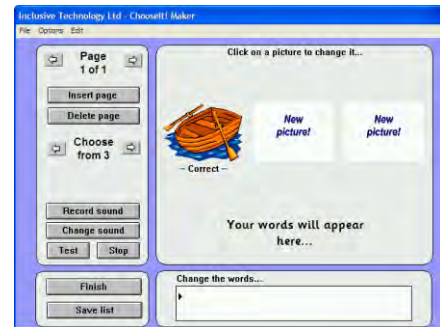 Inclusive Technology Ltd - ChooseIt! Maker
File Options Edit
Page
1 of 1
Insert page
Delete page
Choose
from 3
Record sound
Change sound
Test Stop
Finish
Save list
Click on a picture to change it...
New
picture!
New
picture!
– Correct –
Your words will appear
here...
Change the words...